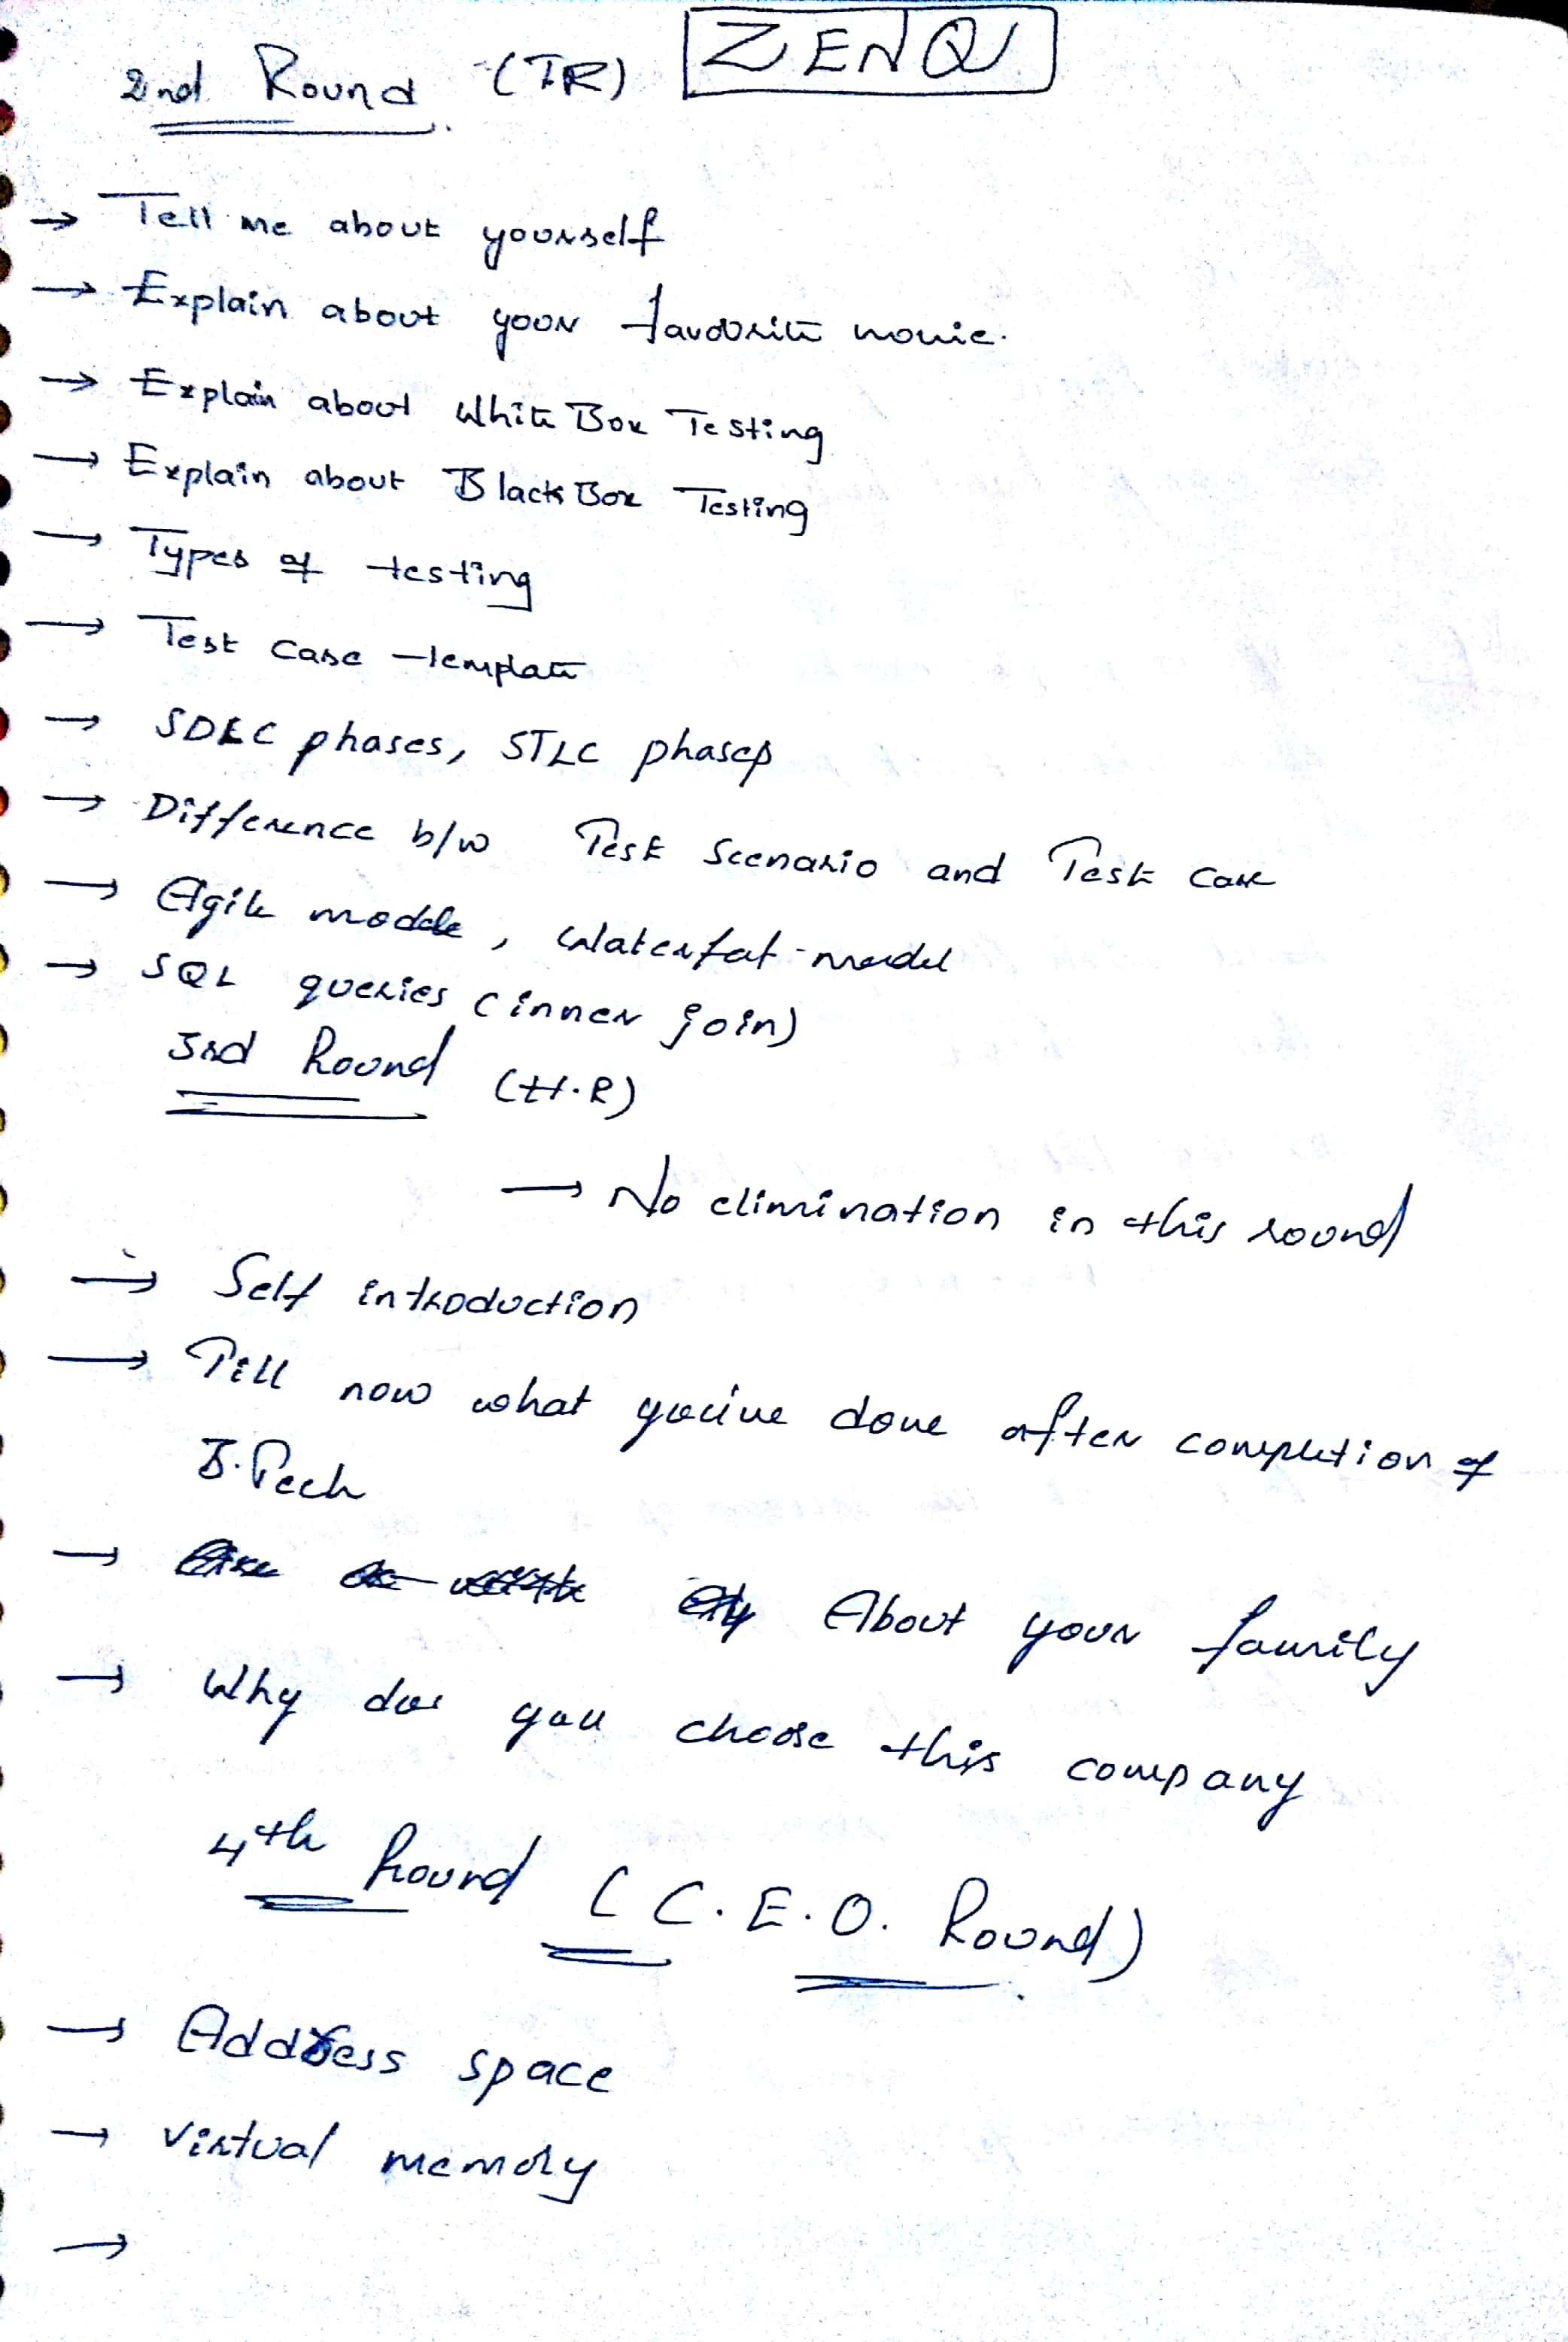 2nd Round (TR) ZENQ
→ Tell me about yourself
→ Explain about your favourite movie.
→ Explain about White Box Testing
→ Explain about Black Box Testing
→ Types of testing
→ Test Case template
→ SDLC phases, STLC phases
→ Difference b/w Test Scenario and Test Case
→ Agile model, Waterfal model
→ SQL queries (inner join)
3rd Round (H.R)
→ No elimination in this round
→ Self introduction
→ Till now what you've done after completion of
B.Tech
→ About your family
→ Why do you choose this company
4th Round (C.E.O. Round)
→ Address space
→ Virtual memory
→